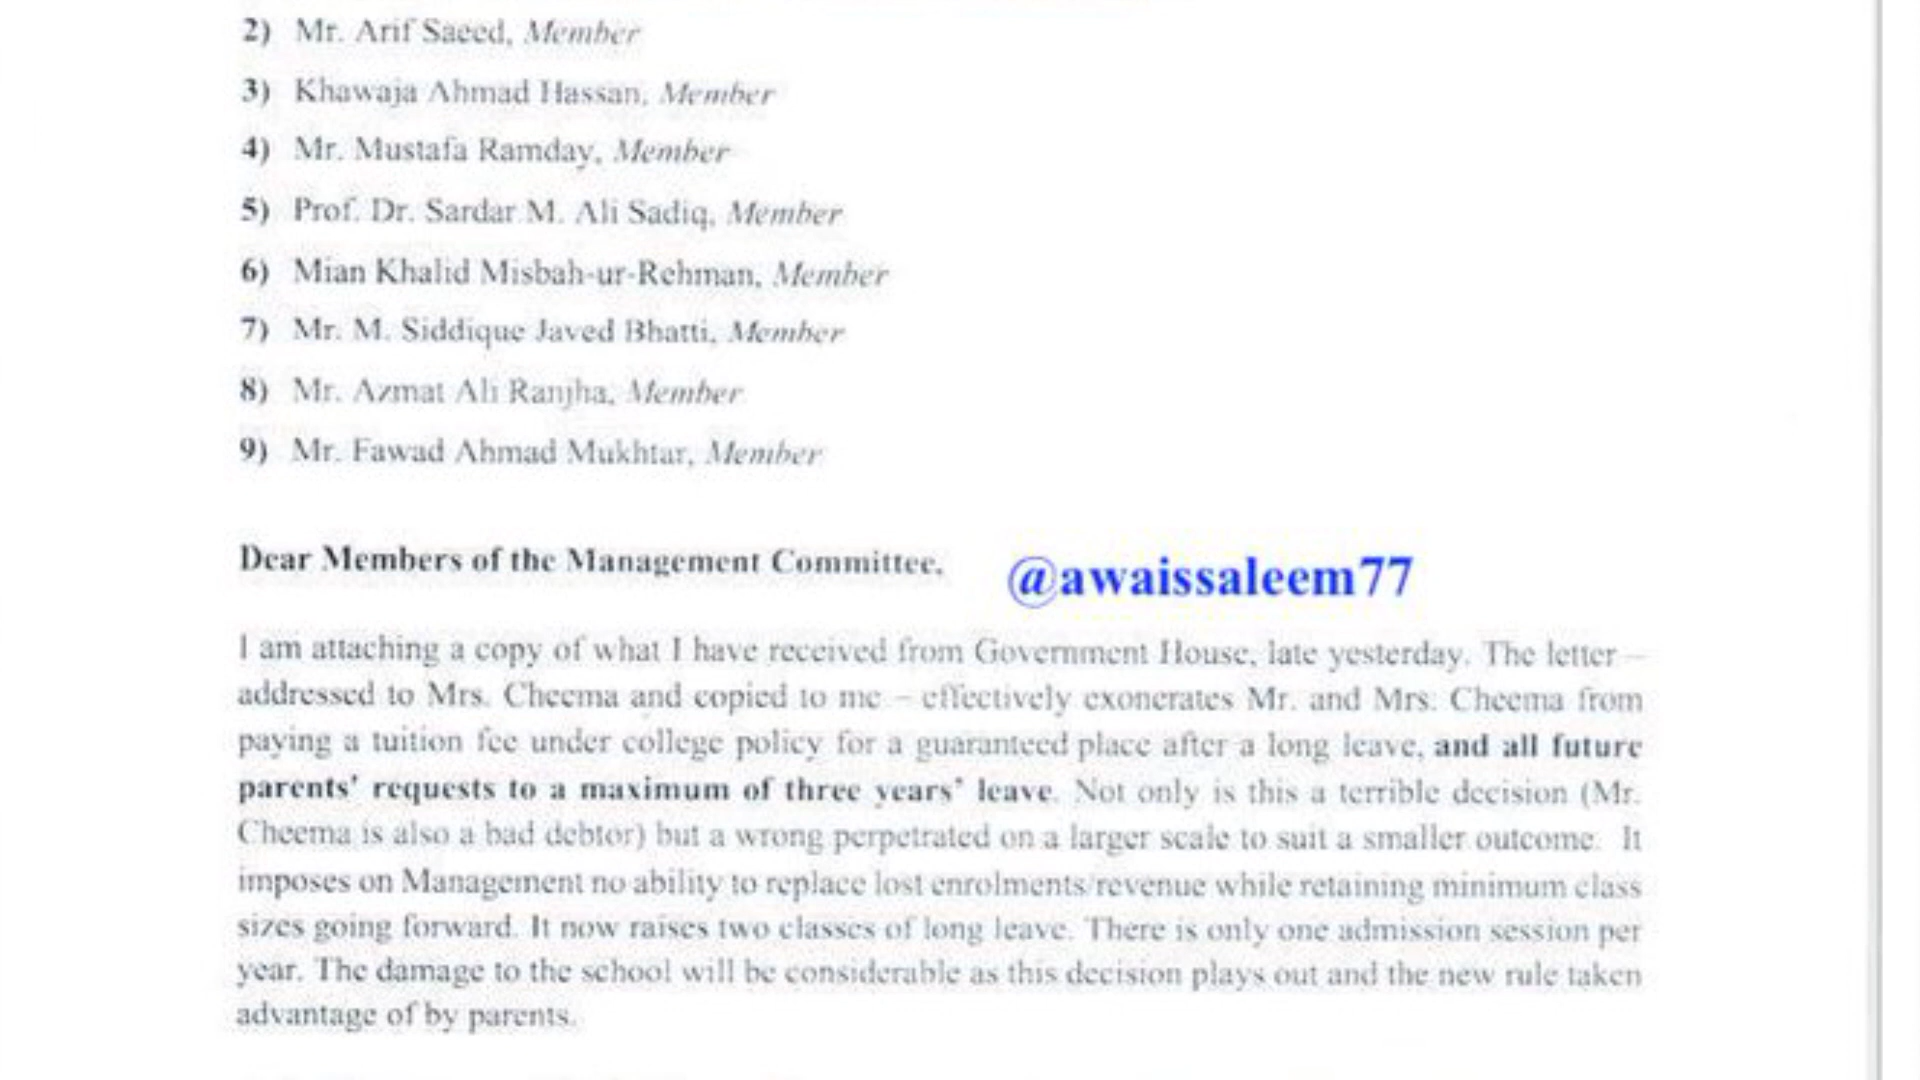 2) Mr. Arif Saeed, Member
3) Khawaja Ahmad Hassan, Member
4) Mr. Mustafa Ramday, Member
5) Prof. Dr. Sardar M. Ali Sadiq, Member
6) Mian Khalid Misbah-ur-Rehman, Member
7) Mr. M. Siddique Javed Bhatti, Member
8) Mr. Azmat Ali Ranjha, Member
9) Mr. Fawad Ahmad Mukhtar, Member
Dear Members of the Management Committee,
@awaissaleem77
I am attaching a copy of what I have received from Government House, late yesterday. The letter –
addressed to Mrs. Cheema and copied to me – effectively exonerates Mr. and Mrs. Cheema from
paying a tuition fee under college policy for a guaranteed place after a long leave, and all future
parents' requests to a maximum of three years' leave. Not only is this a terrible decision (Mr.
Cheema is also a bad debtor) but a wrong perpetrated on a larger scale to suit a smaller outcome. It
imposes on Management no ability to replace lost enrolments/revenue while retaining minimum class
sizes going forward. It now raises two classes of long leave. There is only one admission session per
year. The damage to the school will be considerable as this decision plays out and the new rule taken
advantage of by parents.